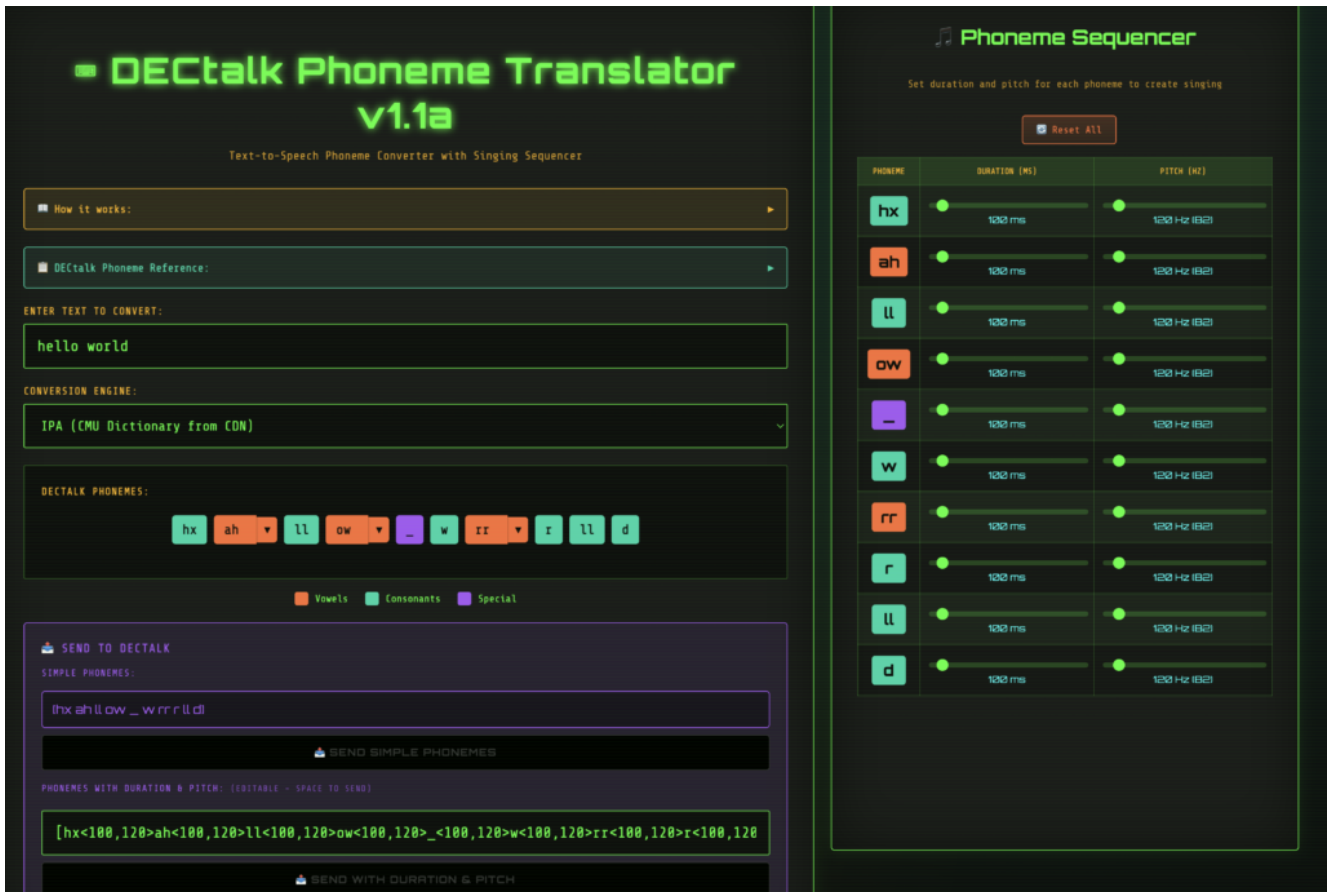 DECtalk Phoneme Translator
v1.1a
Text-to-Speech Phoneme Converter with Singing Sequencer
How it works:
DECtalk Phoneme Reference:
ENTER TEXT TO CONVERT:
hello world
CONVERSION ENGINE:
IPA (CMU Dictionary from CDN)
DECTALK PHONEMES:
hx ah ll ow _ w rr r ll d
Vowels Consonants Special
SEND TO DECTALK
SIMPLE PHONEMES:
[hx ah ll ow _ w rr r ll d]
SEND SIMPLE PHONEMES
PHONEMES WITH DURATION & PITCH: (EDITABLE - SPACE TO SEND)
[hx<100,120>ah<100,120>ll<100,120>ow<100,120>_<100,120>w<100,120>rr<100,120>r<100,120
SEND WITH DURATION & PITCH
Phoneme Sequencer
Set duration and pitch for each phoneme to create singing
Reset All
PHONEME DURATION (MS) PITCH (HZ)
hx 100 ms 120 Hz (B2)
ah 100 ms 120 Hz (B2)
ll 100 ms 120 Hz (B2)
ow 100 ms 120 Hz (B2)
_ 100 ms 120 Hz (B2)
w 100 ms 120 Hz (B2)
rr 100 ms 120 Hz (B2)
r 100 ms 120 Hz (B2)
ll 100 ms 120 Hz (B2)
d 100 ms 120 Hz (B2)